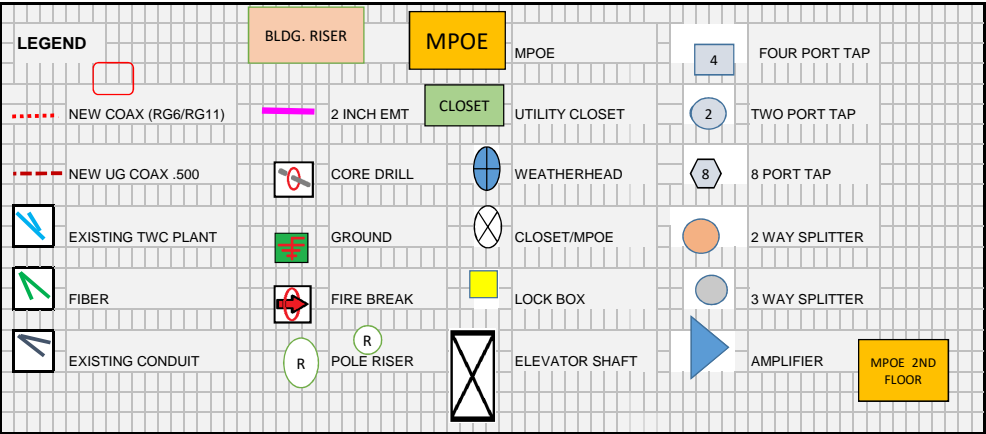 LEGEND
BLDG. RISER
MPOE
MPOE
4
FOUR PORT TAP
NEW COAX (RG6/RG11)
2 INCH EMT
CLOSET
UTILITY CLOSET
2
TWO PORT TAP
NEW UG COAX .500
CORE DRILL
WEATHERHEAD
8
8 PORT TAP
EXISTING TWC PLANT
GROUND
CLOSET/MPOE
2 WAY SPLITTER
FIBER
FIRE BREAK
LOCK BOX
3 WAY SPLITTER
EXISTING CONDUIT
R
R
POLE RISER
ELEVATOR SHAFT
AMPLIFIER
MPOE 2ND
FLOOR